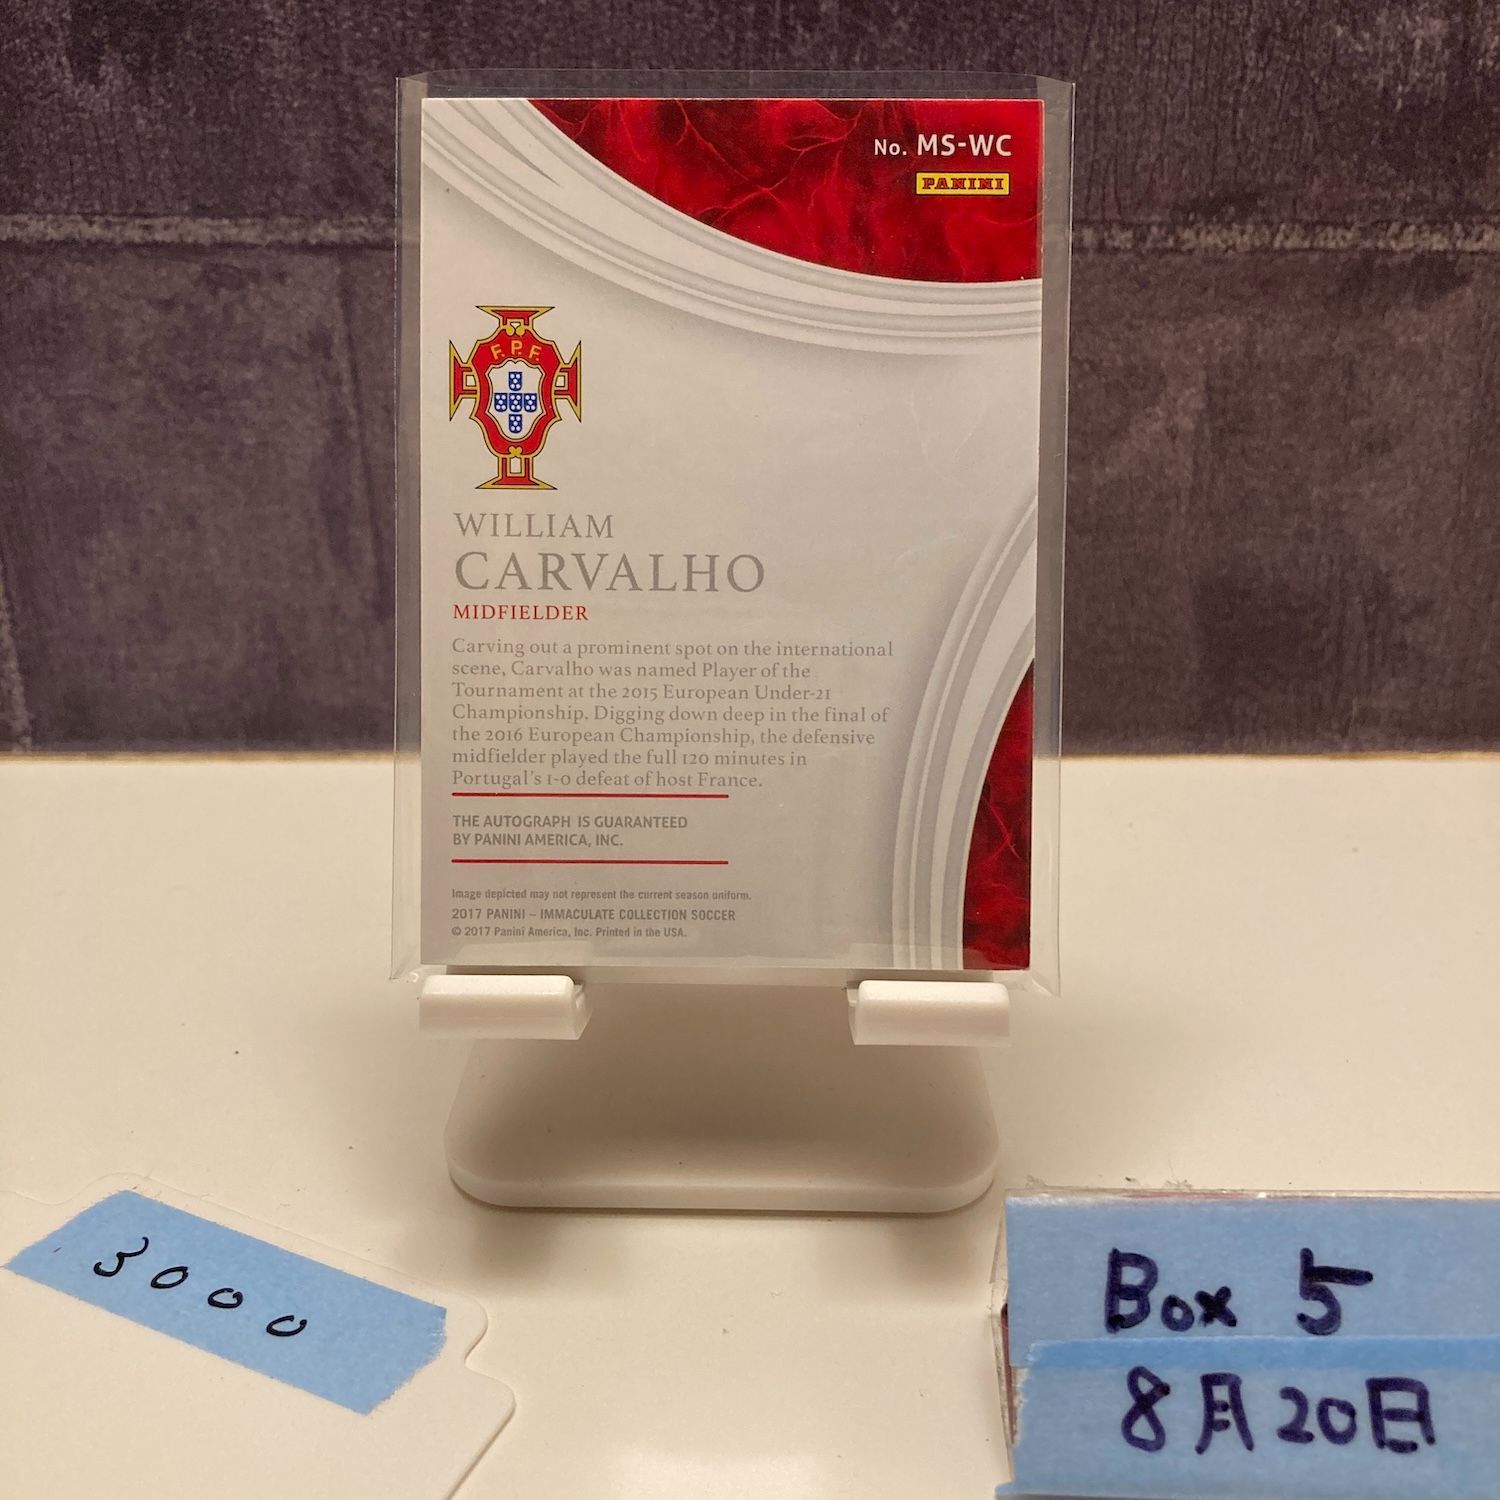 No. MS-WC
PANINI
F.P.F.
WILLIAM
CARVALHO
MIDFIELDER
Carving out a prominent spot on the international
scene, Carvalho was named Player of the
Tournament at the 2015 European Under-21
Championship. Digging down deep in the final of
the 2016 European Championship, the defensive
midfielder played the full 120 minutes in
Portugal's 1-0 defeat of host France.
THE AUTOGRAPH IS GUARANTEED
BY PANINI AMERICA, INC.
Image depicted may not represent the current season uniform.
2017 PANINI – IMMACULATE COLLECTION SOCCER
© 2017 Panini America, Inc. Printed in the USA.
3000
Box 5
8月20日